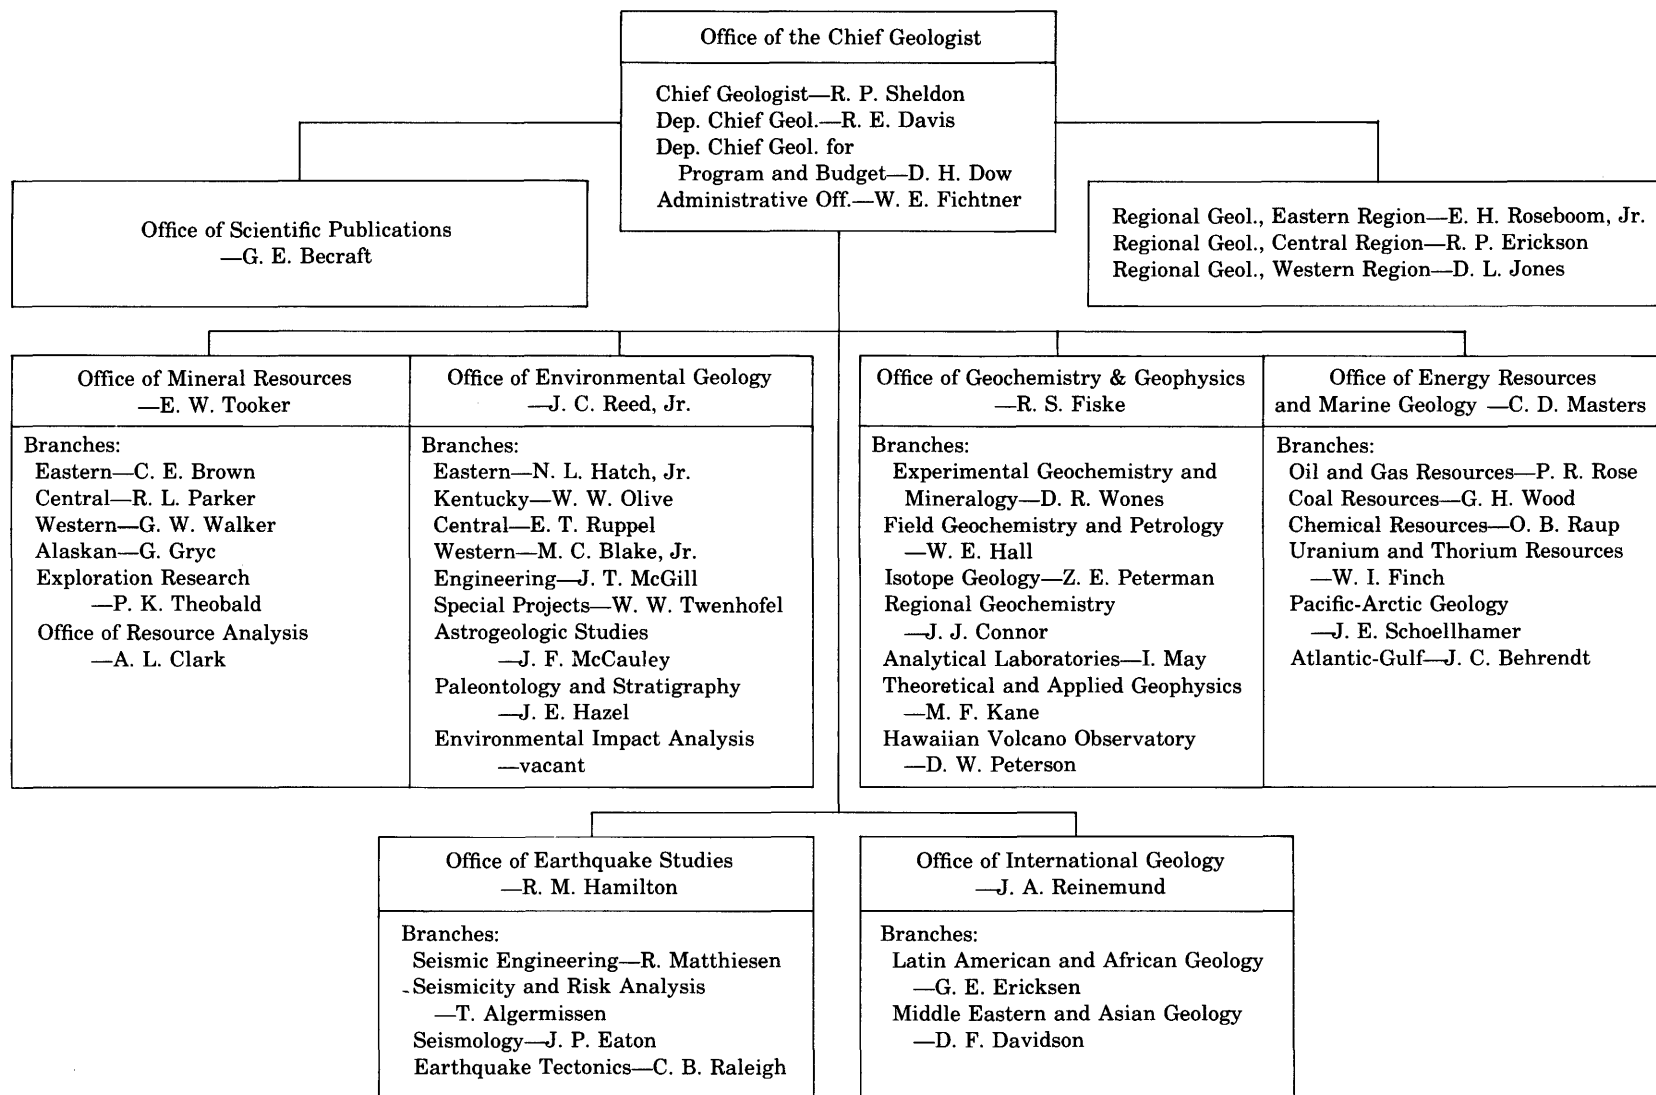 Office of the Chief Geologist
Chief Geologist—R. P. Sheldon
Dep. Chief Geol.—R. E. Davis
Dep. Chief Geol. for
Program and Budget—D. H. Dow
Administrative Off.—W. E. Fichtner
Office of Scientific Publications
—G. E. Becraft
Regional Geol., Eastern Region—E. H. Roseboom, Jr.
Regional Geol., Central Region—R. P. Erickson
Regional Geol., Western Region—D. L. Jones
Office of Mineral Resources
—E. W. Tooker
Branches:
Eastern—C. E. Brown
Central—R. L. Parker
Western—G. W. Walker
Alaskan—G. Gryc
Exploration Research
—P. K. Theobald
Office of Resource Analysis
—A. L. Clark
Office of Environmental Geology
—J. C. Reed, Jr.
Branches:
Eastern—N. L. Hatch, Jr.
Kentucky—W. W. Olive
Central—E. T. Ruppel
Western—M. C. Blake, Jr.
Engineering—J. T. McGill
Special Projects—W. W. Twenhofel
Astrogeologic Studies
—J. F. McCauley
Paleontology and Stratigraphy
—J. E. Hazel
Environmental Impact Analysis
—vacant
Office of Geochemistry & Geophysics
—R. S. Fiske
Branches:
Experimental Geochemistry and
Mineralogy—D. R. Wones
Field Geochemistry and Petrology
—W. E. Hall
Isotope Geology—Z. E. Peterman
Regional Geochemistry
—J. J. Connor
Analytical Laboratories—I. May
Theoretical and Applied Geophysics
—M. F. Kane
Hawaiian Volcano Observatory
—D. W. Peterson
Office of Energy Resources
and Marine Geology —C. D. Masters
Branches:
Oil and Gas Resources—P. R. Rose
Coal Resources—G. H. Wood
Chemical Resources—O. B. Raup
Uranium and Thorium Resources
—W. I. Finch
Pacific-Arctic Geology
—J. E. Schoellhamer
Atlantic-Gulf—J. C. Behrendt
Office of Earthquake Studies
—R. M. Hamilton
Branches:
Seismic Engineering—R. Matthiesen
Seismicity and Risk Analysis
—T. Algermissen
Seismology—J. P. Eaton
Earthquake Tectonics—C. B. Raleigh
Office of International Geology
—J. A. Reinemund
Branches:
Latin American and African Geology
—G. E. Ericksen
Middle Eastern and Asian Geology
—D. F. Davidson